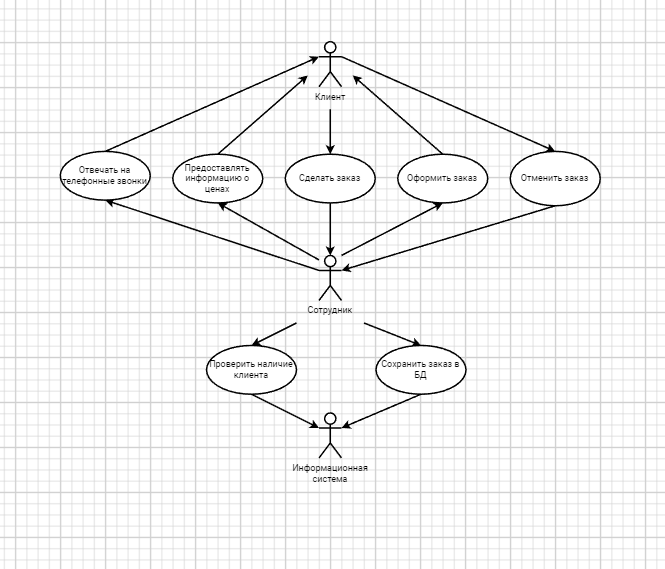 Клиент
Отвечать на
телефонные звонки
Предоставлять
информацию о
ценах
Сделать заказ
Оформить заказ
Отменить заказ
Сотрудник
Проверить наличие
клиента
Сохранить заказ в
БД
Информационная
система